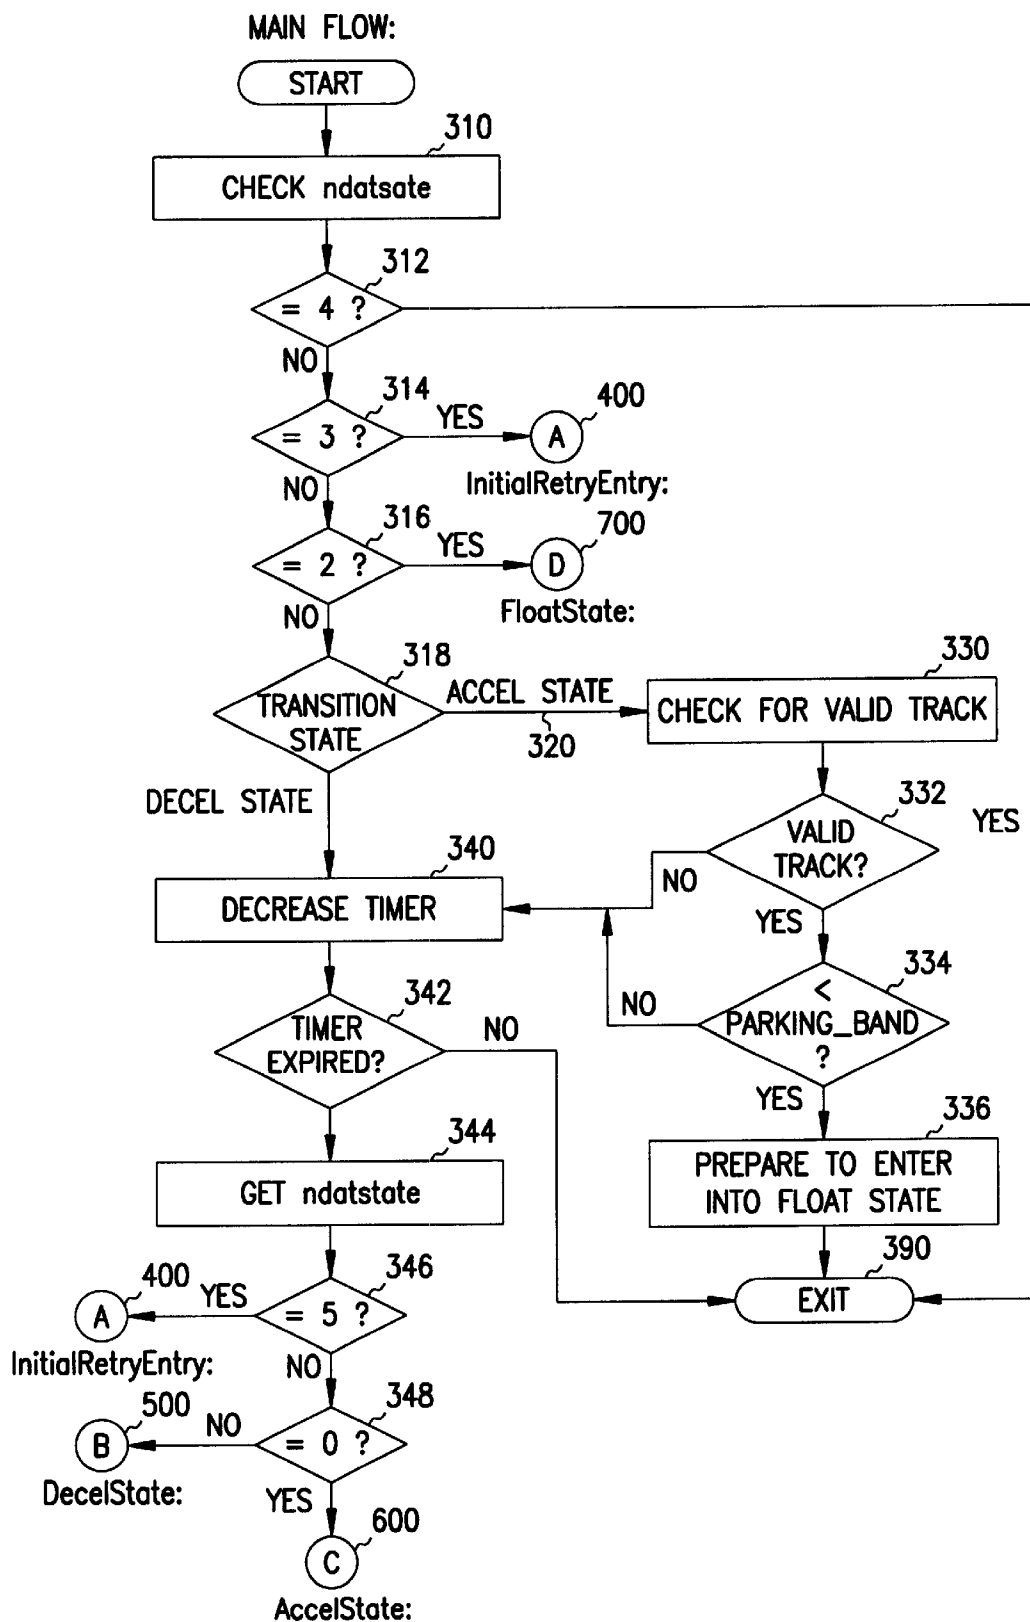 MAIN FLOW:
START
310
CHECK ndatsate
312
= 4 ?
NO
314
= 3 ?
YES
400
A
InitialRetryEntry:
NO
316
= 2 ?
YES
700
D
FloatState:
NO
318
TRANSITION
STATE
ACCEL STATE
320
330
CHECK FOR VALID TRACK
DECEL STATE
332
VALID
TRACK?
YES
NO
YES
340
DECREASE TIMER
334
<
PARKING_BAND
?
NO
YES
342
TIMER
EXPIRED?
NO
336
PREPARE TO ENTER
INTO FLOAT STATE
344
GET ndatstate
390
EXIT
346
= 5 ?
YES
400
A
InitialRetryEntry:
NO
348
= 0 ?
NO
500
B
DecelState:
YES
600
C
AccelState: